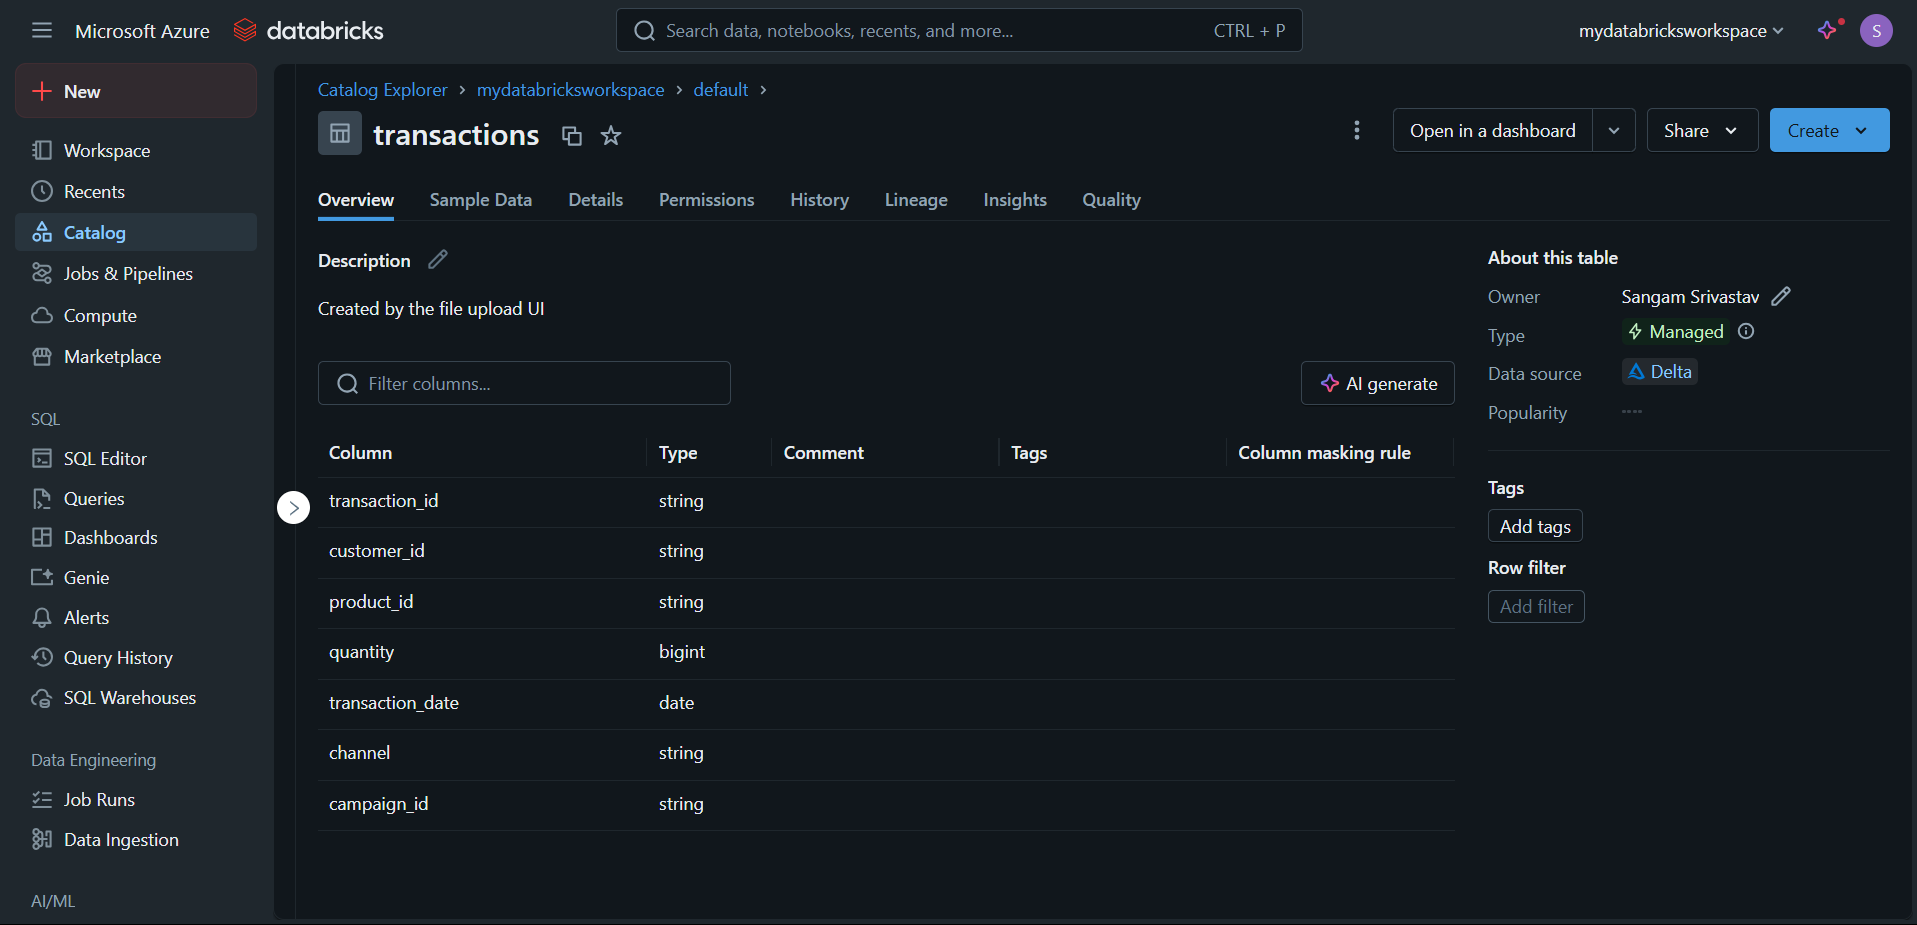 Microsoft Azure databricks
Search data, notebooks, recents, and more... CTRL + P
mydatabricksworkspace
S
New
Workspace
Recents
Catalog
Jobs & Pipelines
Compute
Marketplace
SQL
SQL Editor
Queries
Dashboards
Genie
Alerts
Query History
SQL Warehouses
Data Engineering
Job Runs
Data Ingestion
AI/ML
Catalog Explorer > mydatabricksworkspace > default >
transactions
Open in a dashboard
Share
Create
Overview Sample Data Details Permissions History Lineage Insights Quality
Description
Created by the file upload UI
Filter columns...
AI generate
Column Type Comment Tags Column masking rule
transaction_id string
customer_id string
product_id string
quantity bigint
transaction_date date
channel string
campaign_id string
About this table
Owner Sangam Srivastav
Type Managed
Data source Delta
Popularity
Tags
Add tags
Row filter
Add filter